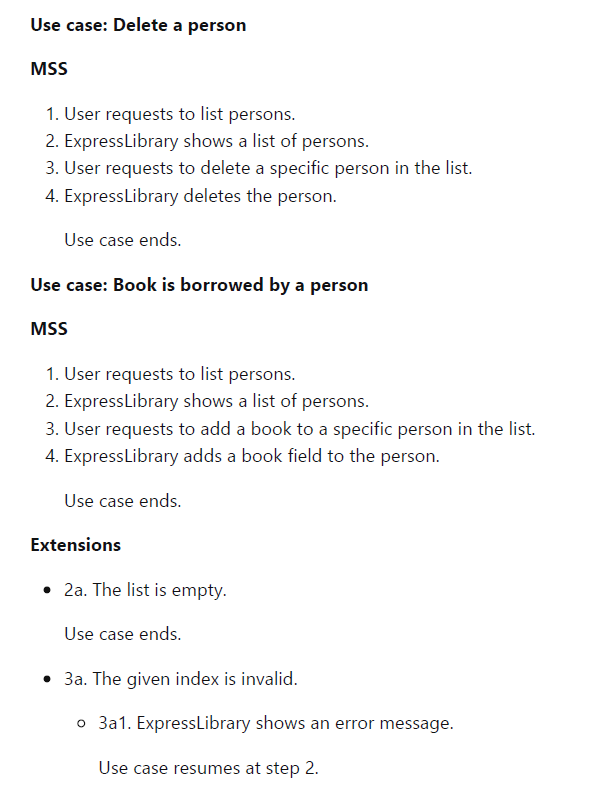 Use case: Delete a person
MSS
1. User requests to list persons.
2. ExpressLibrary shows a list of persons.
3. User requests to delete a specific person in the list.
4. ExpressLibrary deletes the person.
Use case ends.
Use case: Book is borrowed by a person
MSS
1. User requests to list persons.
2. ExpressLibrary shows a list of persons.
3. User requests to add a book to a specific person in the list.
4. ExpressLibrary adds a book field to the person.
Use case ends.
Extensions
• 2a. The list is empty.
Use case ends.
• 3a. The given index is invalid.
○ 3a1. ExpressLibrary shows an error message.
Use case resumes at step 2.